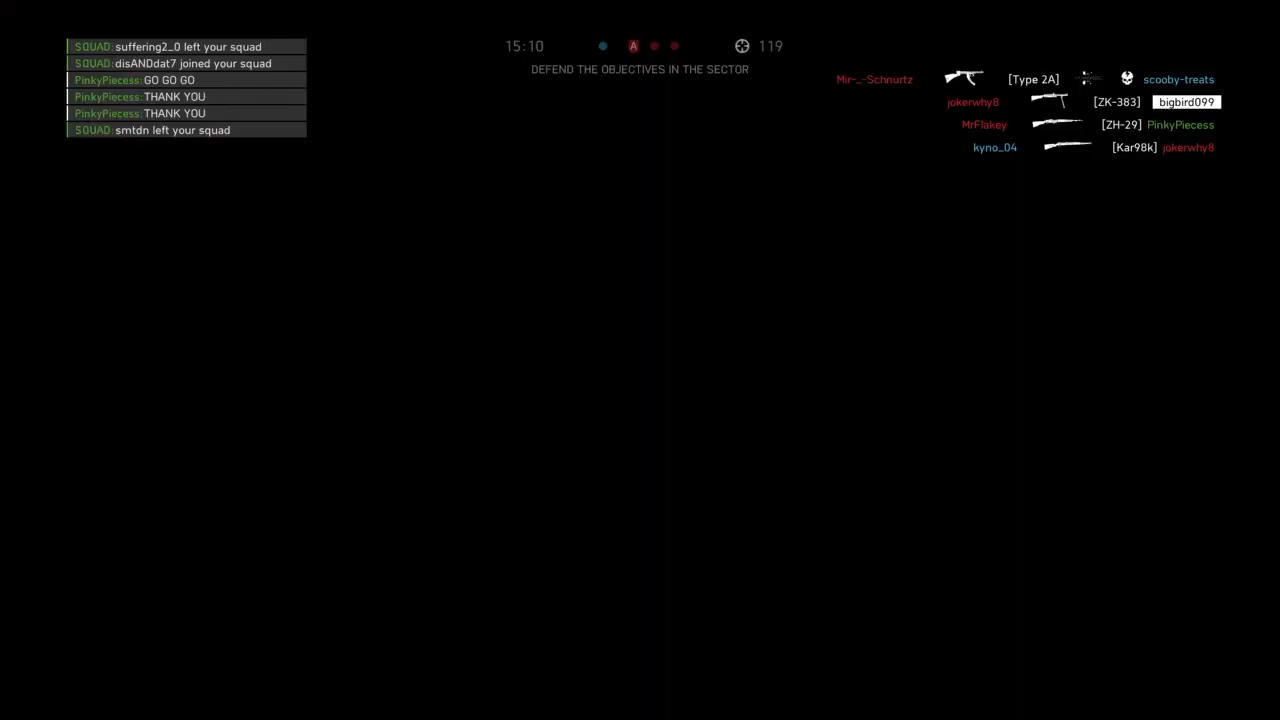 SQUAD: suffering2_0 left your squad
SQUAD: disANDdat7 joined your squad
PinkyPiecess: GO GO GO
PinkyPiecess: THANK YOU
PinkyPiecess: THANK YOU
SQUAD: smtdn left your squad
15:10 A 119
DEFEND THE OBJECTIVES IN THE SECTOR
Mir-_-Schnurtz [Type 2A] scooby-treats
jokerwhy8 [ZK-383] bigbird099
MrFlakey [ZH-29] PinkyPiecess
kyno_04 [Kar98k] jokerwhy8